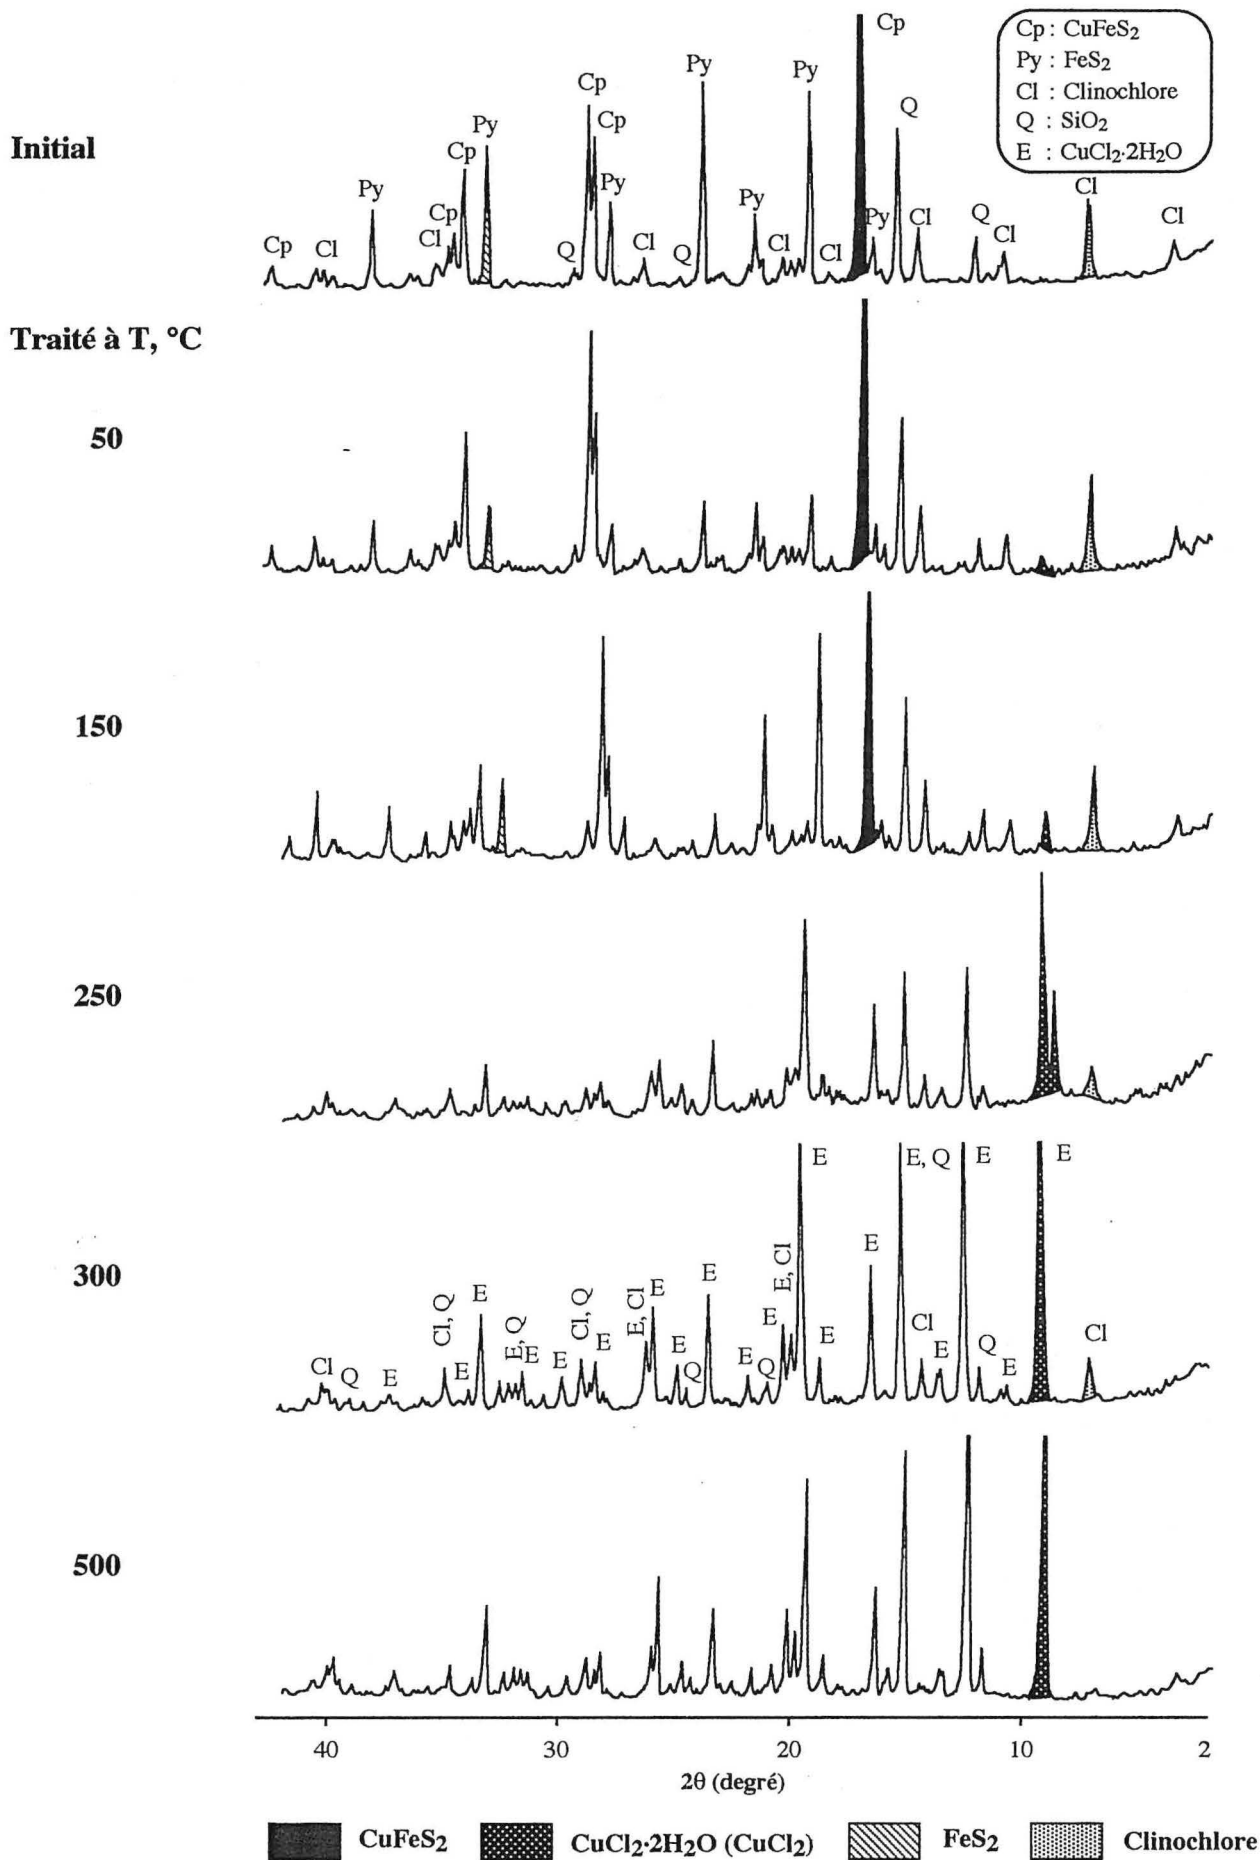 Cp : CuFeS₂
Py : FeS₂
Cl : Clinochlore
Q : SiO₂
E : CuCl₂·2H₂O
Initial
Cp Cl Py Cl Cp Cp Py Q Cp Cp Py Cl Q Py Py Cl Py Cl Cp Py Q Cl Q Cl Cl Cl
Traité à T, °C
50
150
250
300
Cl Q E Cl, Q E E E, Q E E Cl, Q E E, Cl E E Q E E Q E E, Cl E E E E, Q Cl E E Q E E Cl
500
40 30 20 10 2
2θ (degré)
CuFeS₂ CuCl₂·2H₂O (CuCl₂) FeS₂ Clinochlore